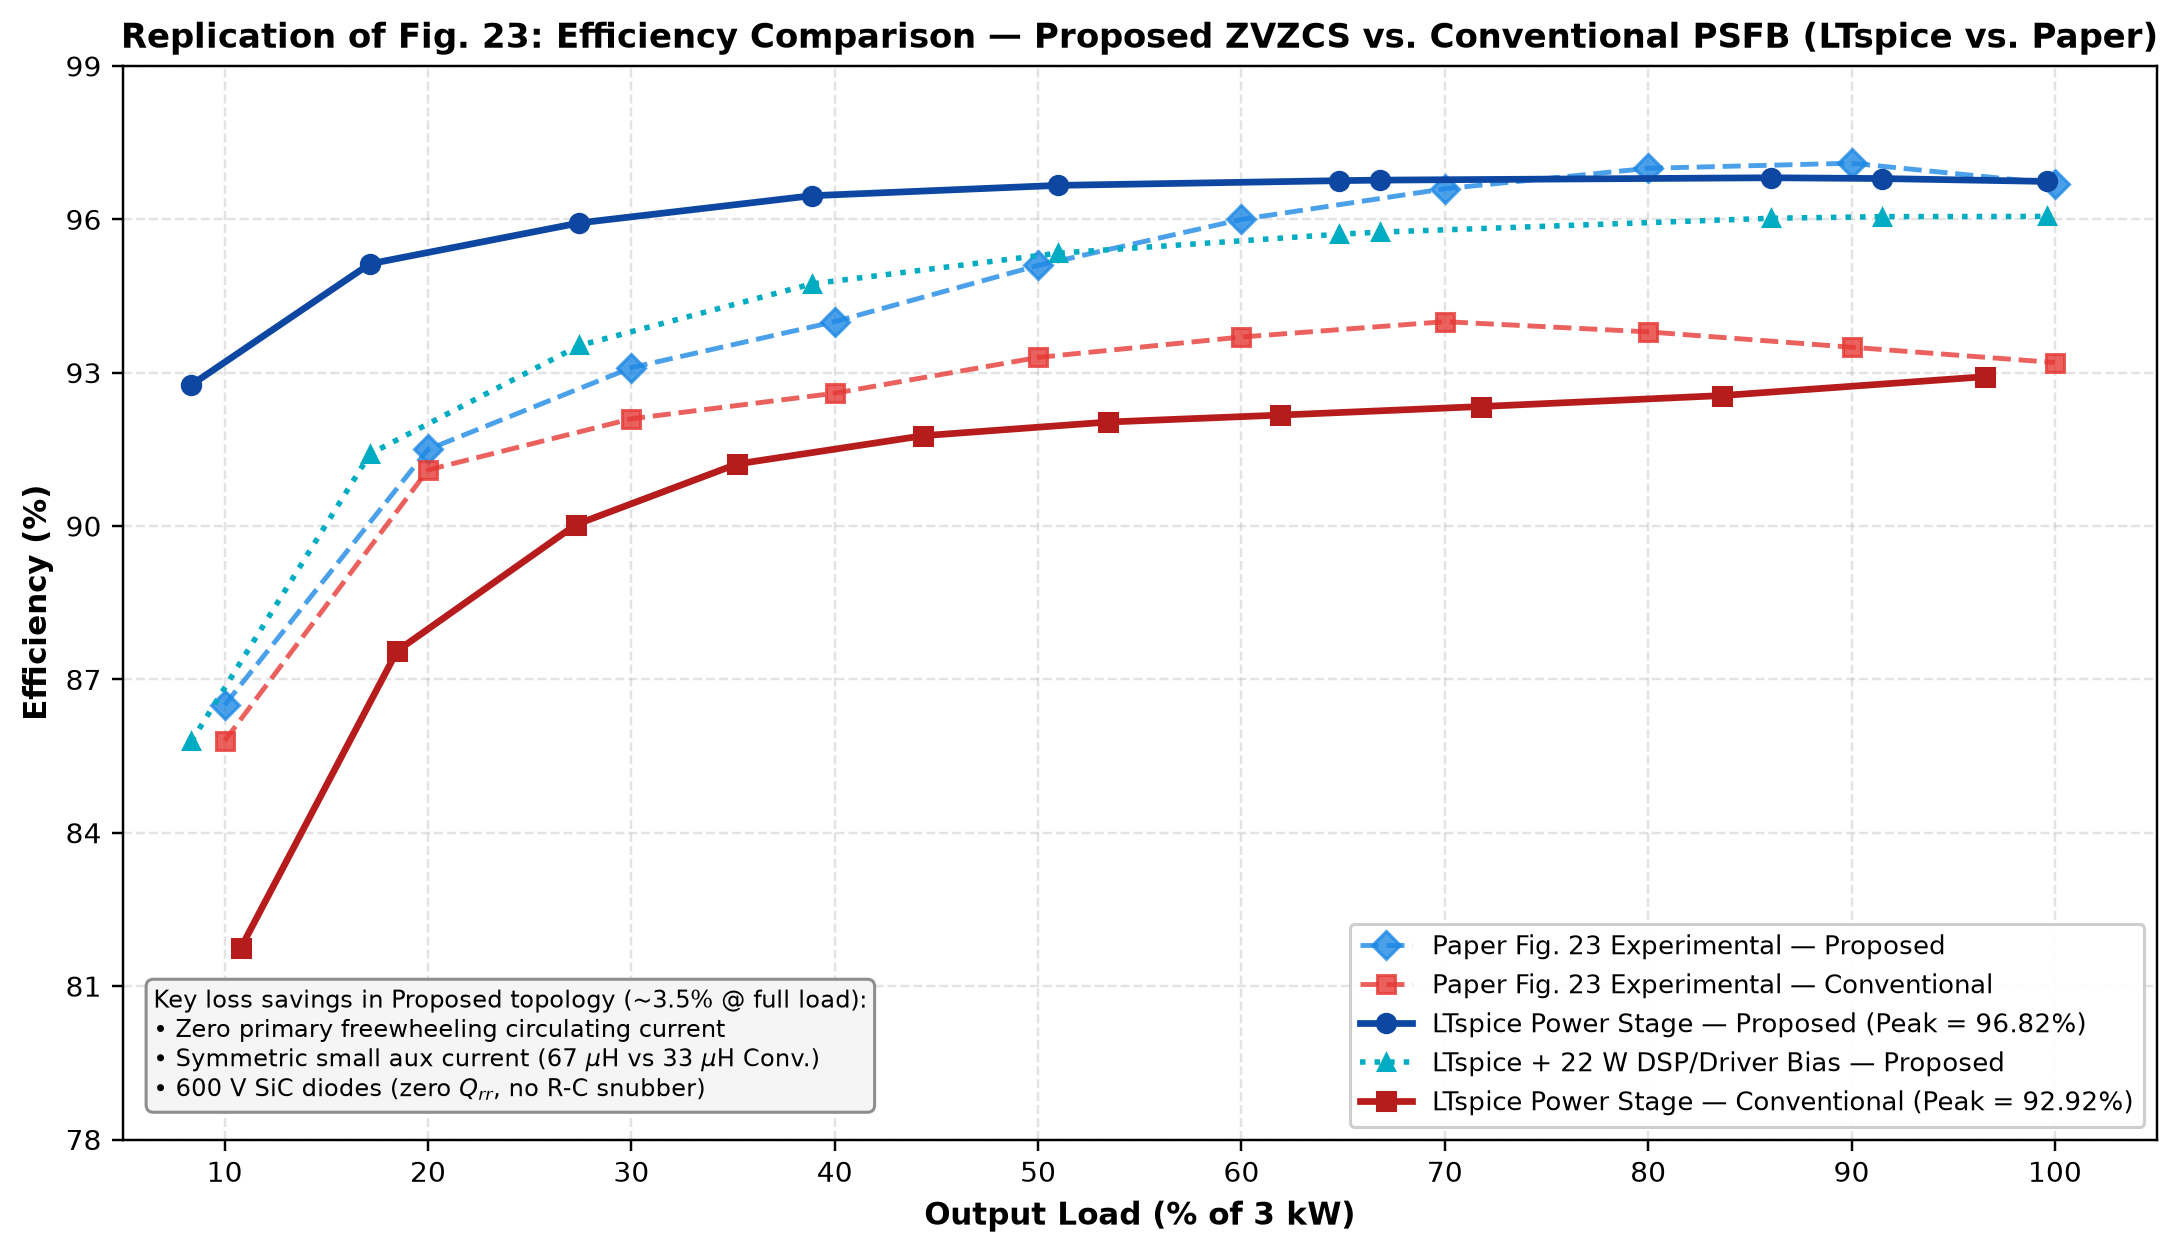 Replication of Fig. 23: Efficiency Comparison — Proposed ZVZCS vs. Conventional PSFB (LTspice vs. Paper)
Efficiency (%)
99
96
93
90
87
84
81
78
Key loss savings in Proposed topology (~3.5% @ full load):
• Zero primary freewheeling circulating current
• Symmetric small aux current (67 μH vs 33 μH Conv.)
• 600 V SiC diodes (zero Qrr, no R-C snubber)
Paper Fig. 23 Experimental — Proposed
Paper Fig. 23 Experimental — Conventional
LTspice Power Stage — Proposed (Peak = 96.82%)
LTspice + 22 W DSP/Driver Bias — Proposed
LTspice Power Stage — Conventional (Peak = 92.92%)
10 20 30 40 50 60 70 80 90 100
Output Load (% of 3 kW)